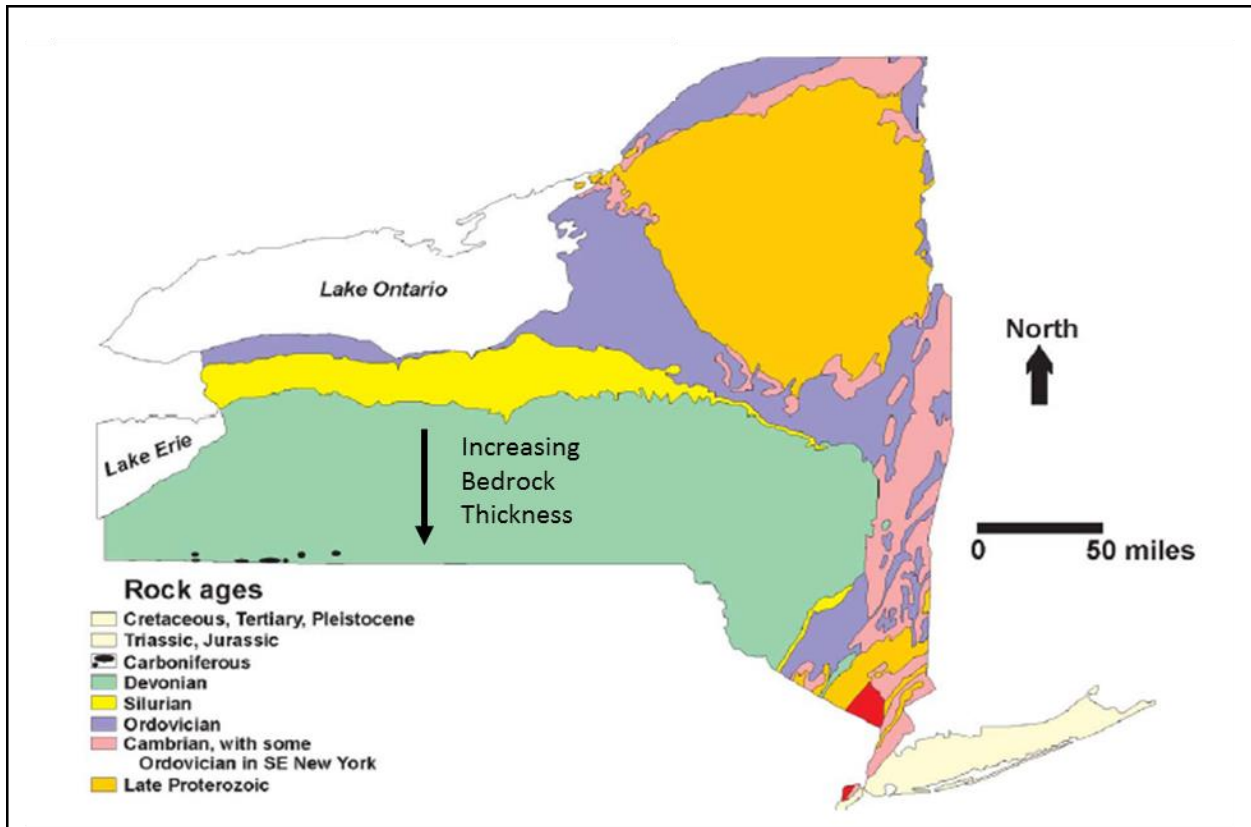 Lake Ontario
North
Lake Erie
Increasing
Bedrock
Thickness
0 50 miles
Rock ages
Cretaceous, Tertiary, Pleistocene
Triassic, Jurassic
Carboniferous
Devonian
Silurian
Ordovician
Cambrian, with some
Ordovician in SE New York
Late Proterozoic